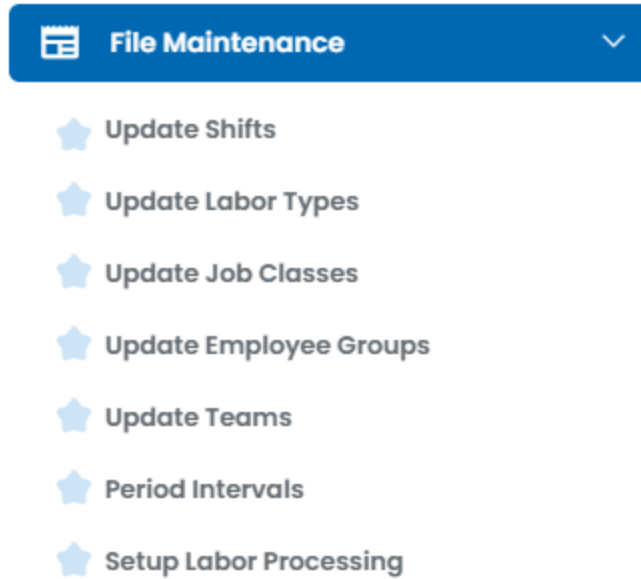 File Maintenance
Update Shifts
Update Labor Types
Update Job Classes
Update Employee Groups
Update Teams
Period Intervals
Setup Labor Processing